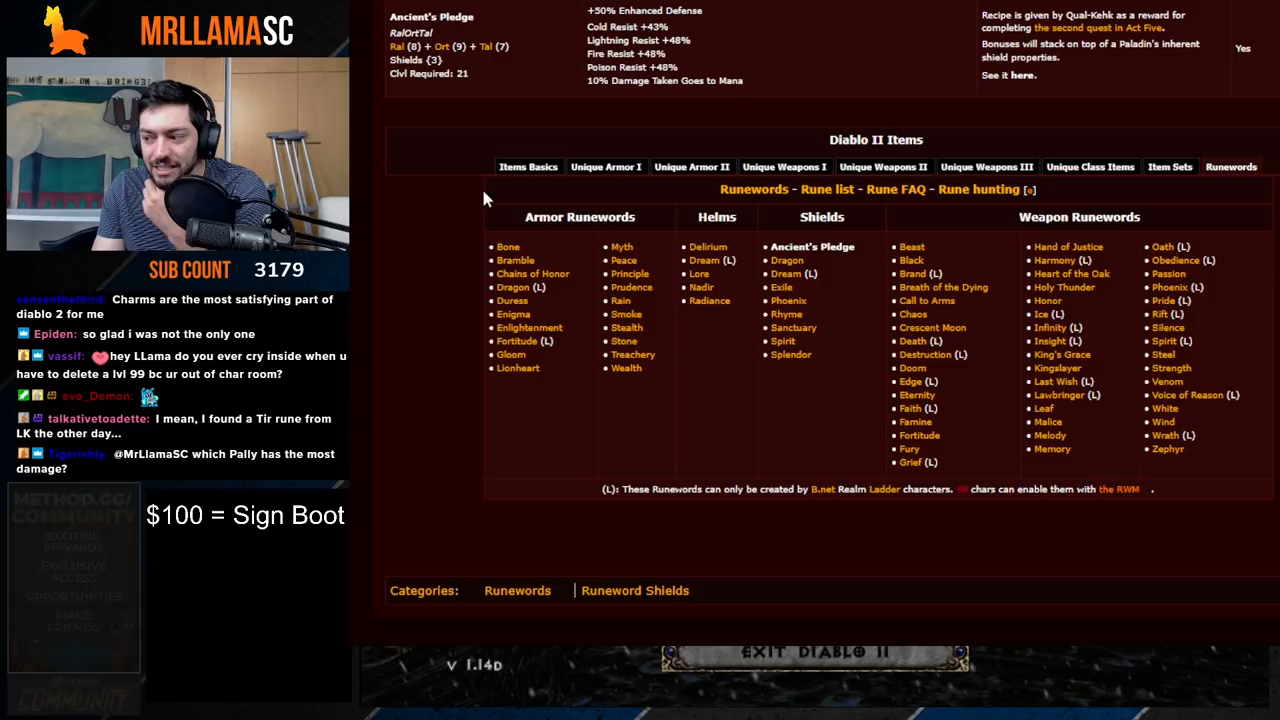 MRLLAMASC
SUB COUNT 3179
sensenthethird: Charms are the most satisfying part of
diablo 2 for me
Epiden: so glad i was not the only one
vassif: hey LLama do you ever cry inside when u
have to delete a lvl 99 bc ur out of char room?
ovo_Demon:
talkativetoadette: I mean, I found a Tir rune from
LK the other day...
Tigerishly: @MrLlamaSC which Pally has the most
damage?
METHOD.GG/
COMMUNITY
EXCITING
REWARDS
EXCLUSIVE
ACCESS
OPPORTUNITIES
MAKE
FRIENDS
COMMUNITY
$100 = Sign Boot
Ancient's Pledge
RalOrtTal
Ral (8) + Ort (9) + Tal (7)
Shields {3}
Clvl Required: 21
+50% Enhanced Defense
Cold Resist +43%
Lightning Resist +48%
Fire Resist +48%
Poison Resist +48%
10% Damage Taken Goes to Mana
Recipe is given by Qual-Kehk as a reward for
completing the second quest in Act Five.
Bonuses will stack on top of a Paladin's inherent
shield properties.
See it here.
Yes
Diablo II Items
Items Basics Unique Armor I Unique Armor II Unique Weapons I Unique Weapons II Unique Weapons III Unique Class Items Item Sets Runewords
Runewords - Rune list - Rune FAQ - Rune hunting [e]
Armor Runewords
• Bone
• Bramble
• Chains of Honor
• Dragon (L)
• Duress
• Enigma
• Enlightenment
• Fortitude (L)
• Gloom
• Lionheart
• Myth
• Peace
• Principle
• Prudence
• Rain
• Smoke
• Stealth
• Stone
• Treachery
• Wealth
Helms
• Delirium
• Dream (L)
• Lore
• Nadir
• Radiance
Shields
• Ancient's Pledge
• Dragon
• Dream (L)
• Exile
• Phoenix
• Rhyme
• Sanctuary
• Spirit
• Splendor
Weapon Runewords
• Beast
• Black
• Brand (L)
• Breath of the Dying
• Call to Arms
• Chaos
• Crescent Moon
• Death (L)
• Destruction (L)
• Doom
• Edge (L)
• Eternity
• Faith (L)
• Famine
• Fortitude
• Fury
• Grief (L)
• Hand of Justice
• Harmony (L)
• Heart of the Oak
• Holy Thunder
• Honor
• Ice (L)
• Infinity (L)
• Insight (L)
• King's Grace
• Kingslayer
• Last Wish (L)
• Lawbringer (L)
• Leaf
• Malice
• Melody
• Memory
• Oath (L)
• Obedience (L)
• Passion
• Phoenix (L)
• Pride (L)
• Rift (L)
• Silence
• Spirit (L)
• Steel
• Strength
• Venom
• Voice of Reason (L)
• White
• Wind
• Wrath (L)
• Zephyr
(L): These Runewords can only be created by B.net Realm Ladder characters. chars can enable them with the RWM .
Categories: Runewords | Runeword Shields
v 1.14D
EXIT DIABLO II